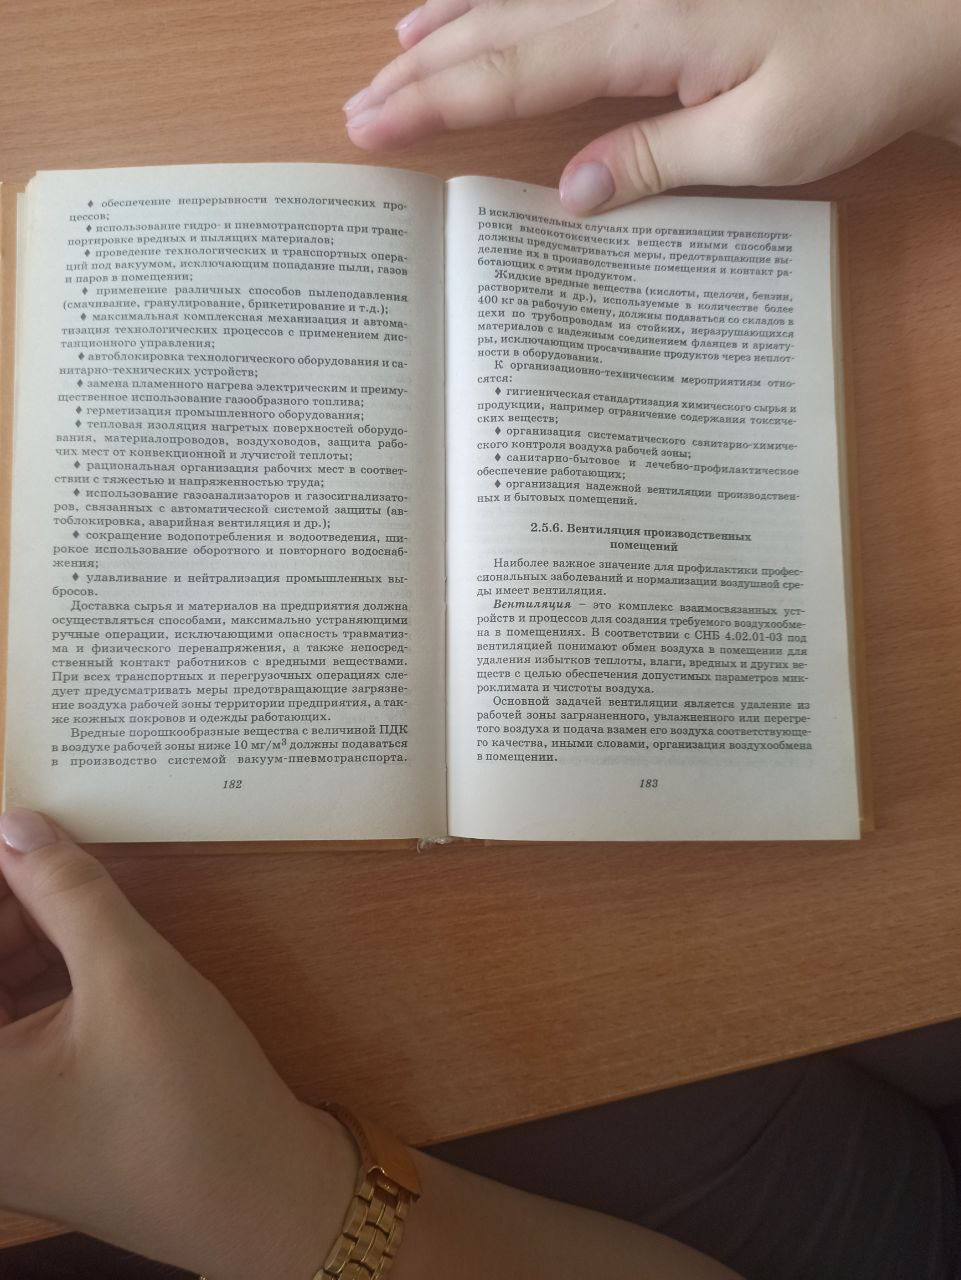 ♦ обеспечение непрерывности технологических про-
цессов;
♦ использование гидро- и пневмотранспорта при транс-
портировке вредных и пылящих материалов;
♦ проведение технологических и транспортных опера-
ций под вакуумом, исключающим попадание пыли, газов
и паров в помещении;
♦ применение различных способов пылеподавления
(смачивание, гранулирование, брикетирование и т.д.);
♦ максимальная комплексная механизация и автома-
тизация технологических процессов с применением дис-
танционного управления;
♦ автоблокировка технологического оборудования и са-
нитарно-технических устройств;
♦ замена пламенного нагрева электрическим и преиму-
щественное использование газообразного топлива;
♦ герметизация промышленного оборудования;
♦ тепловая изоляция нагретых поверхностей оборудо-
вания, материалопроводов, воздуховодов, защита рабо-
чих мест от конвекционной и лучистой теплоты;
♦ рациональная организация рабочих мест в соответ-
ствии с тяжестью и напряженностью труда;
♦ использование газоанализаторов и газосигнализато-
ров, связанных с автоматической системой защиты (ав-
тоблокировка, аварийная вентиляция и др.);
♦ сокращение водопотребления и водоотведения, ши-
рокое использование оборотного и повторного водоснаб-
жения;
♦ улавливание и нейтрализация промышленных вы-
бросов.
Доставка сырья и материалов на предприятия должна
осуществляться способами, максимально устраняющими
ручные операции, исключающими опасность травматиз-
ма и физического перенапряжения, а также непосред-
ственный контакт работников с вредными веществами.
При всех транспортных и перегрузочных операциях сле-
дует предусматривать меры предотвращающие загрязне-
ние воздуха рабочей зоны территории предприятия, а так-
же кожных покровов и одежды работающих.
Вредные порошкообразные вещества с величиной ПДК
в воздухе рабочей зоны ниже 10 мг/м³ должны подаваться
в производство системой вакуум-пневмотранспорта.
182
В исключительных случаях при организации транспорти-
ровки высокотоксических веществ иными способами
должны предусматриваться меры, предотвращающие вы-
деление их в производственные помещения и контакт ра-
ботающих с этим продуктом.
Жидкие вредные вещества (кислоты, щелочи, бензин,
растворители и др.), используемые в количестве более
400 кг за рабочую смену, должны подаваться со складов в
цехи по трубопроводам из стойких, неразрушающихся
материалов с надежным соединением фланцев и армату-
ры, исключающим просачивание продуктов через неплот-
ности в оборудовании.
К организационно-техническим мероприятиям отно-
сятся:
♦ гигиеническая стандартизация химического сырья и
продукции, например ограничение содержания токсиче-
ских веществ;
♦ организация систематического санитарно-химиче-
ского контроля воздуха рабочей зоны;
♦ санитарно-бытовое и лечебно-профилактическое
обеспечение работающих;
♦ организация надежной вентиляции производствен-
ных и бытовых помещений.
2.5.6. Вентиляция производственных
помещений
Наиболее важное значение для профилактики профес-
сиональных заболеваний и нормализации воздушной сре-
ды имеет вентиляция.
Вентиляция – это комплекс взаимосвязанных уст-
ройств и процессов для создания требуемого воздухообме-
на в помещениях. В соответствии с СНБ 4.02.01-03 под
вентиляцией понимают обмен воздуха в помещении для
удаления избытков теплоты, влаги, вредных и других ве-
ществ с целью обеспечения допустимых параметров мик-
роклимата и чистоты воздуха.
Основной задачей вентиляции является удаление из
рабочей зоны загрязненного, увлажненного или перегре-
того воздуха и подача взамен его воздуха соответствующе-
го качества, иными словами, организация воздухообмена
в помещении.
183